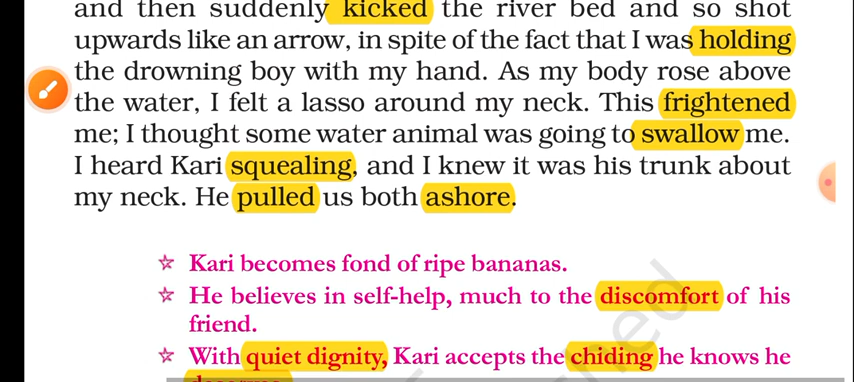 and then suddenly kicked the river bed and so shot
upwards like an arrow, in spite of the fact that I was holding
the drowning boy with my hand. As my body rose above
the water, I felt a lasso around my neck. This frightened
me; I thought some water animal was going to swallow me.
I heard Kari squealing, and I knew it was his trunk about
my neck. He pulled us both ashore.
☆ Kari becomes fond of ripe bananas.
☆ He believes in self-help, much to the discomfort of his
friend.
☆ With quiet dignity, Kari accepts the chiding he knows he